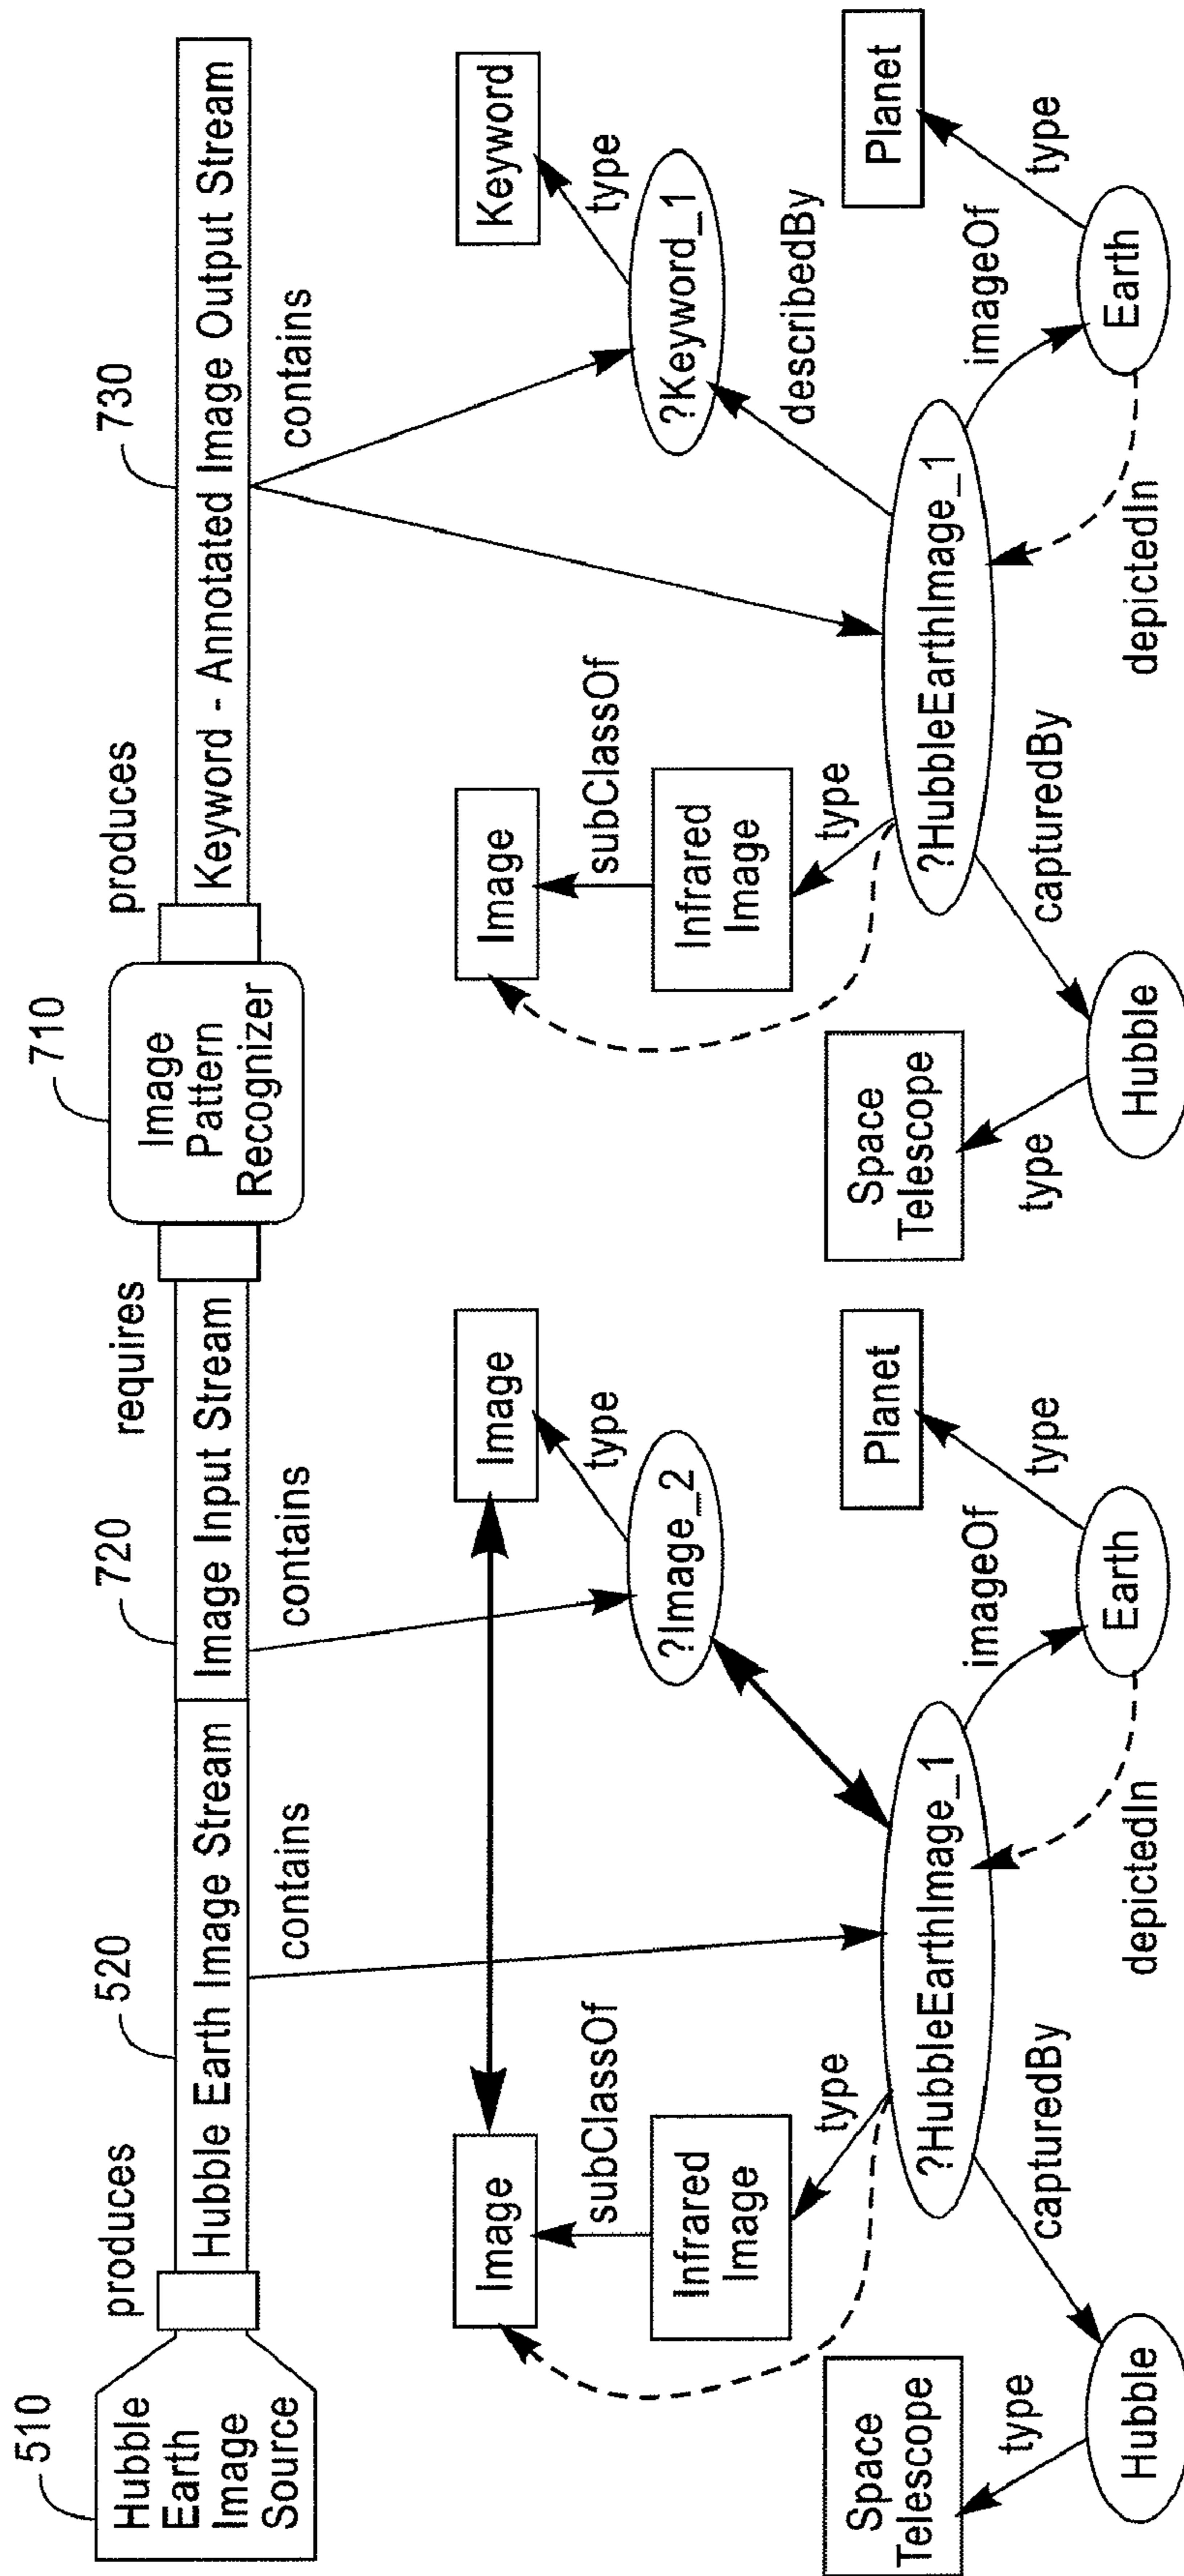 510
Hubble
Earth
Image
Source
produces
520
Hubble Earth Image Stream
contains
720
Image Input Stream
contains
requires
710
Image
Pattern
Recognizer
produces
730
Keyword - Annotated Image Output Stream
contains
Image
subClassOf
Infrared
Image
type
Image
type
?Image_2
Space
Telescope
type
Hubble
capturedBy
?HubbleEarthImage_1
imageOf
depictedIn
Earth
type
Planet
Image
subClassOf
Infrared
Image
type
Keyword
type
?Keyword_1
describedBy
Space
Telescope
type
Hubble
capturedBy
?HubbleEarthImage_1
imageOf
depictedIn
Earth
type
Planet